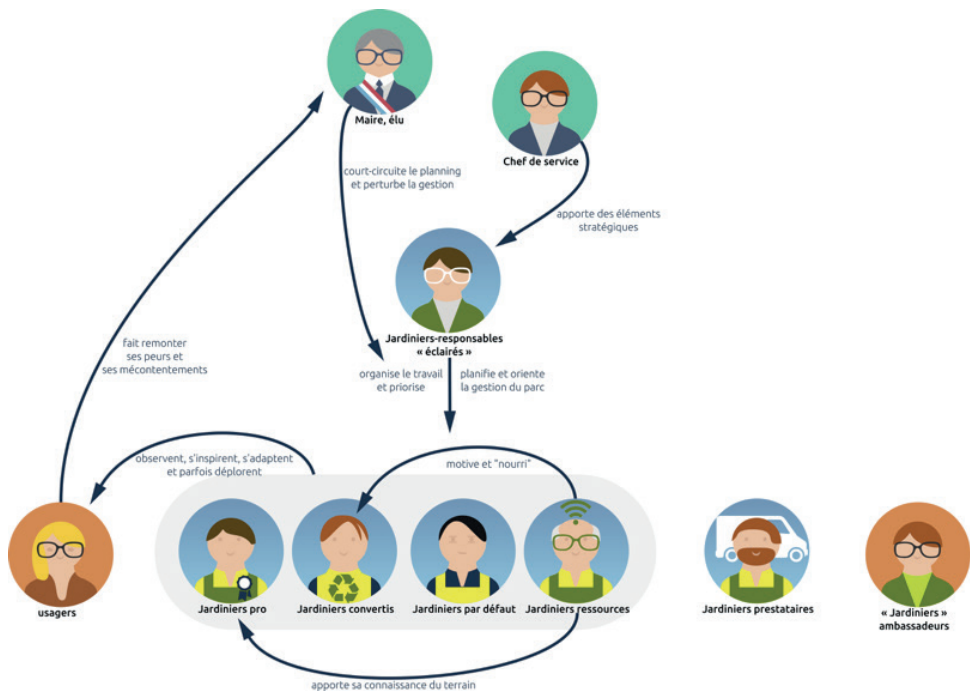 Maire, élu
Chef de service
court-circuite le planning
et perturbe la gestion
apporte des éléments
stratégiques
Jardiniers-responsables
« éclairés »
fait remonter
ses peurs et
ses mécontentements
organise le travail
et priorise
planifie et oriente
la gestion du parc
observent, s'inspirent, s'adaptent
et parfois déplorent
motive et "nourri"
usagers
Jardiniers pro
Jardiniers convertis
Jardiniers par défaut
Jardiniers ressources
Jardiniers prestataires
« Jardiniers »
ambassadeurs
apporte sa connaissance du terrain